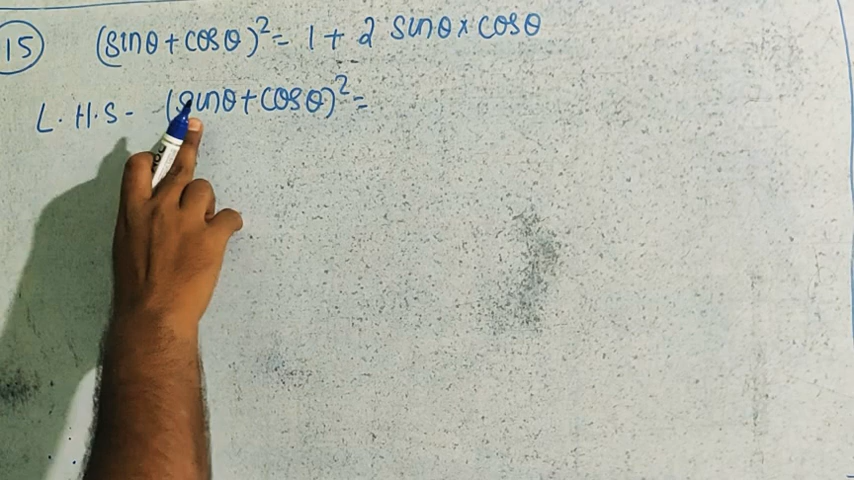 15 (sinθ + cosθ)² = 1 + 2 sinθ × cosθ
L.H.S - (sinθ + cosθ)² =